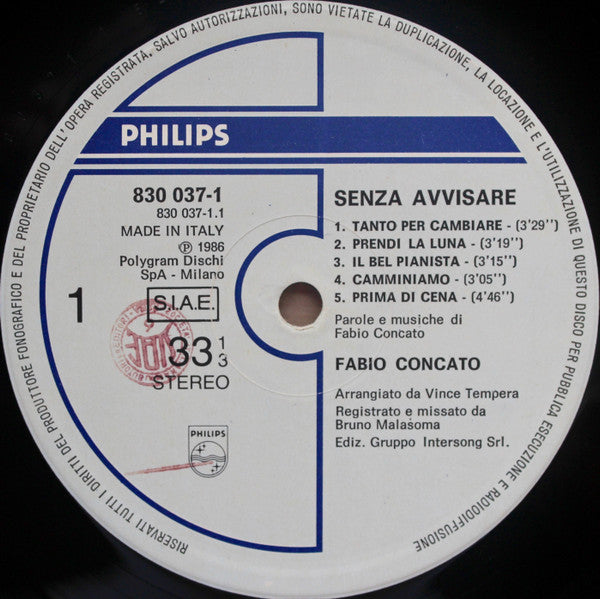 RISERVATI TUTTI I DIRITTI DEL PRODUTTORE FONOGRAFICO E DEL PROPRIETARIO DELL'OPERA REGISTRATA. SALVO AUTORIZZAZIONI, SONO VIETATE LA DUPLICAZIONE, LA LOCAZIONE E L'UTILIZZAZIONE DI QUESTO DISCO PER PUBBLICA ESECUZIONE E RADIODIFFUSIONE
PHILIPS
830 037-1
830 037-1.1
MADE IN ITALY
℗ 1986
Polygram Dischi
SpA - Milano
1
S.I.A.E.
33 1/3
STEREO
PHILIPS
SENZA AVVISARE
1. TANTO PER CAMBIARE - (3'29'')
2. PRENDI LA LUNA - (3'19'')
3. IL BEL PIANISTA - (3'15'')
4. CAMMINIAMO - (3'05'')
5. PRIMA DI CENA - (4'46'')
Parole e musiche di
Fabio Concato
FABIO CONCATO
Arrangiato da Vince Tempera
Registrato e missato da
Bruno Malasoma
Ediz. Gruppo Intersong Srl.